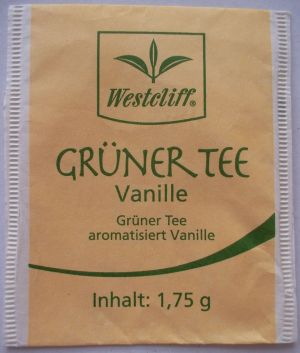 Westcliff®
GRÜNER TEE
Vanille
Grüner Tee
aromatisiert Vanille
Inhalt: 1,75 g